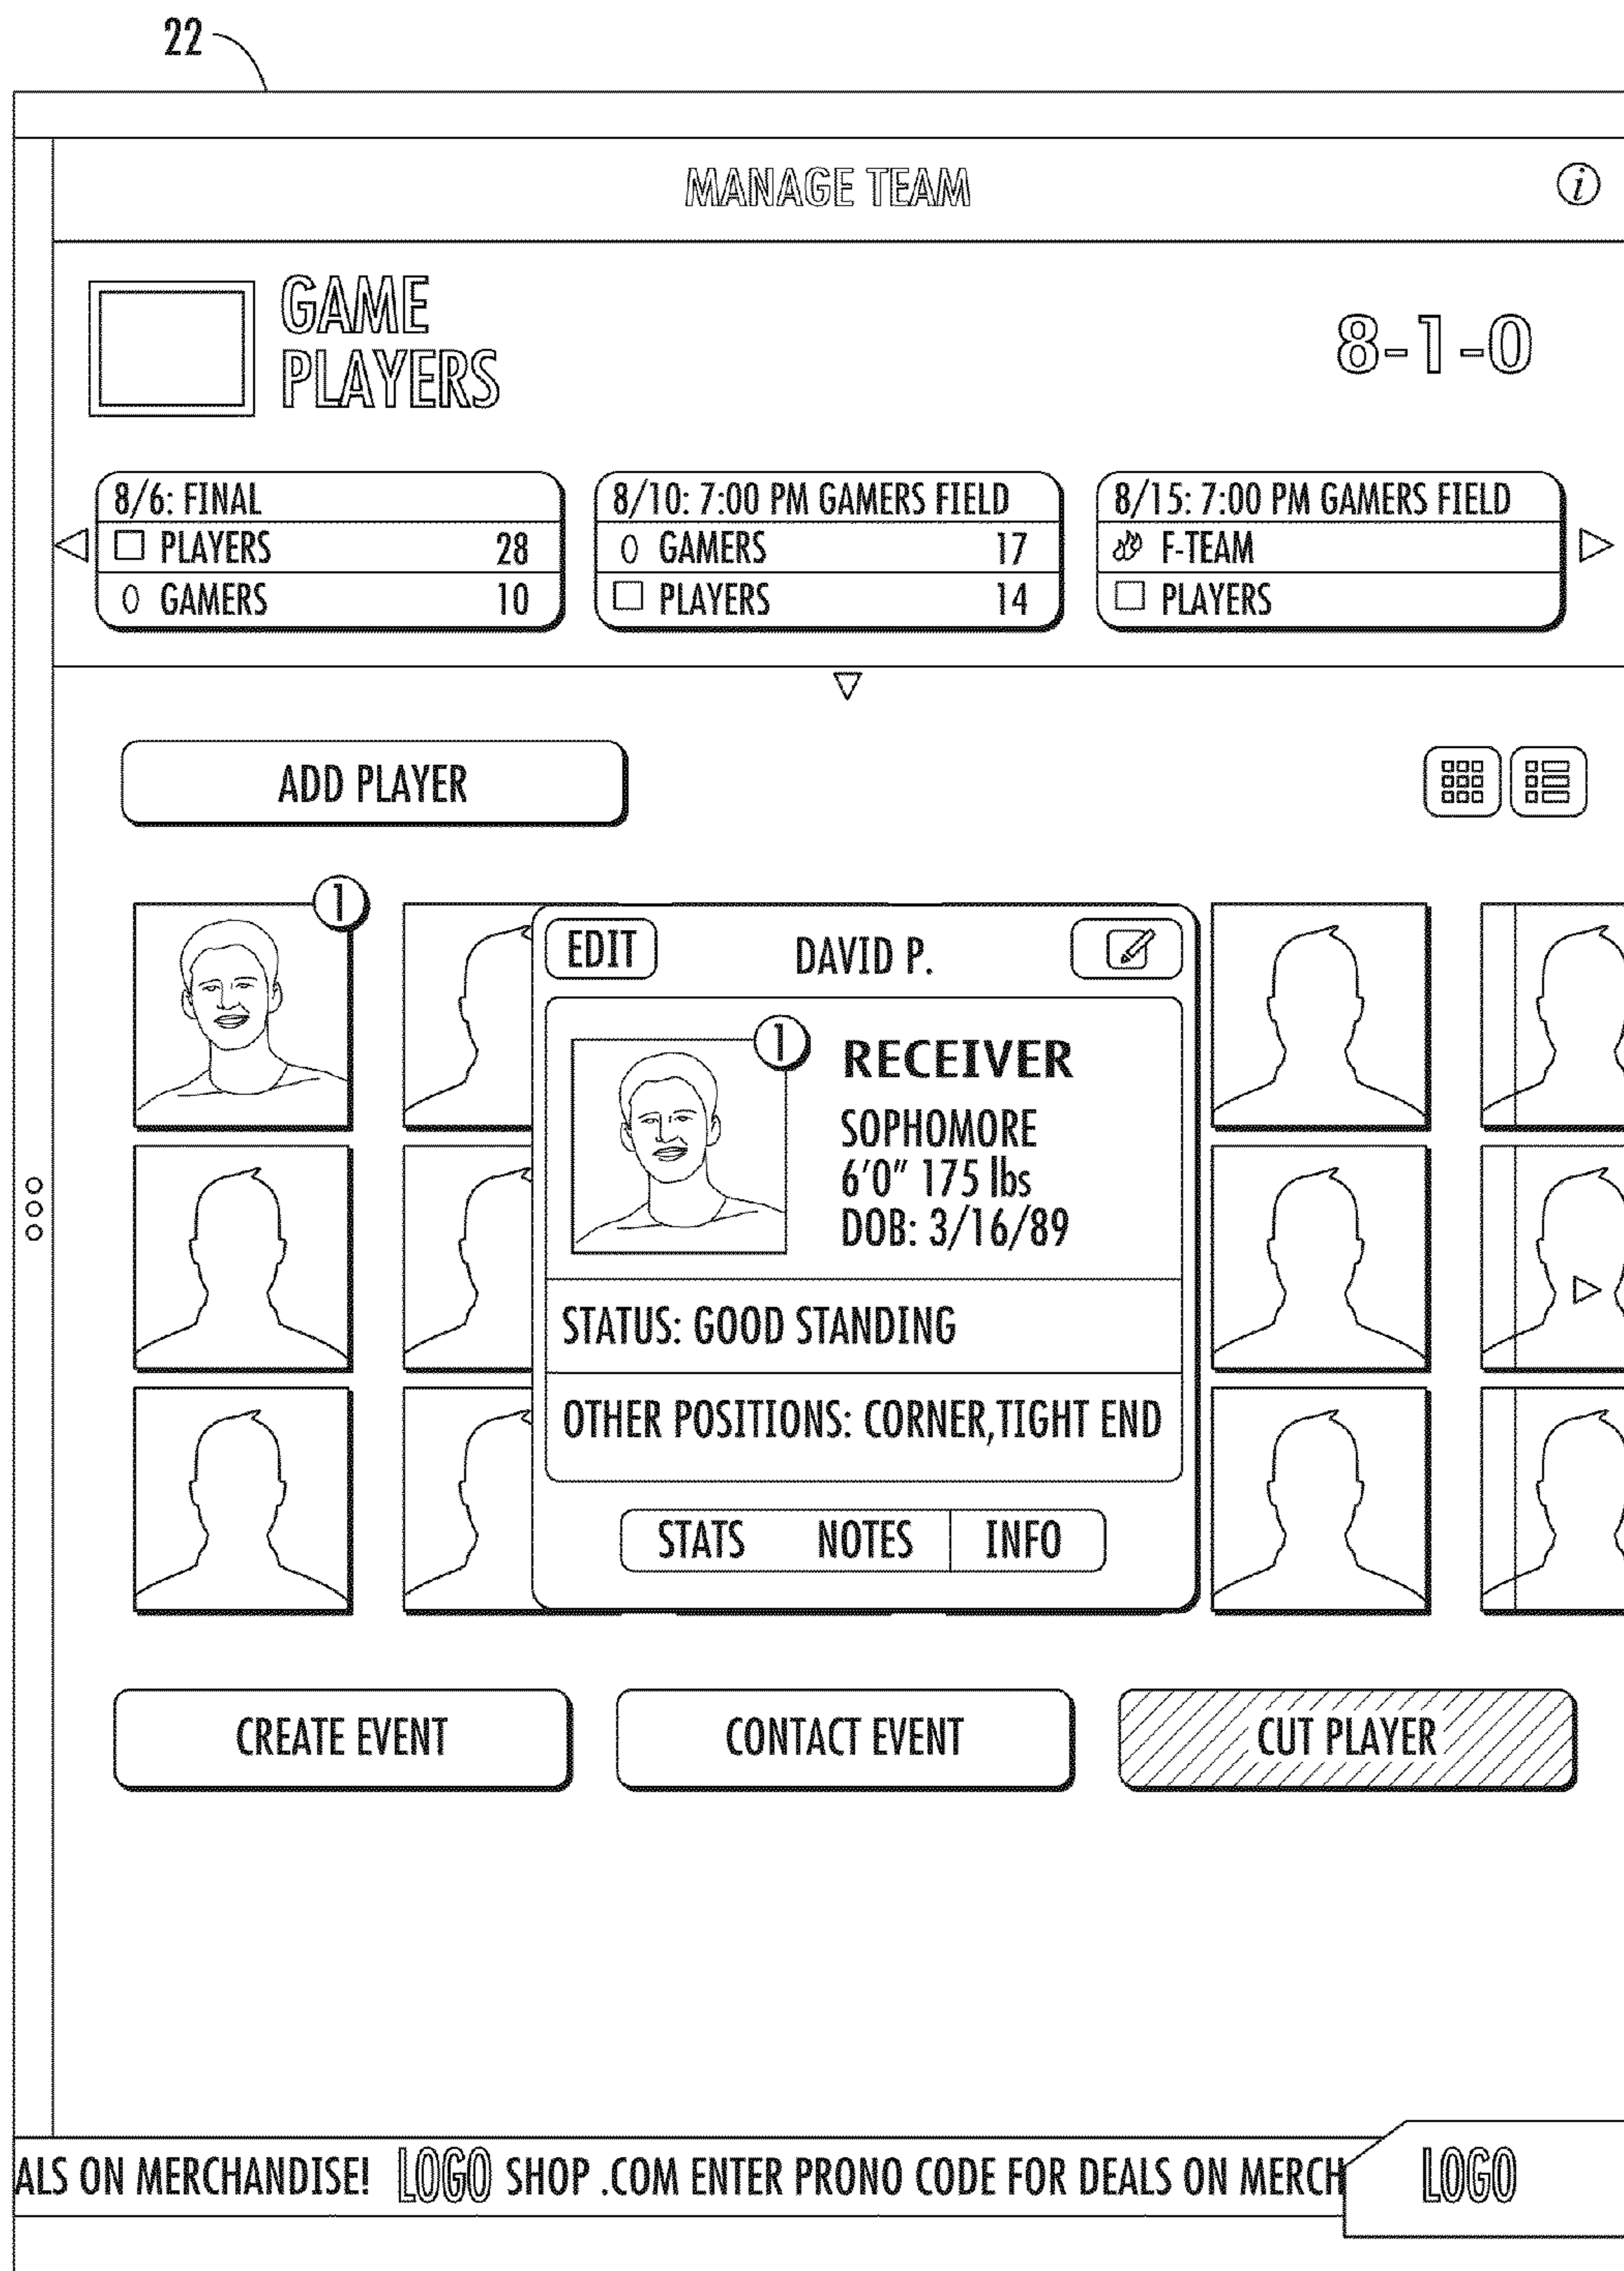 22
MANAGE TEAM
i
GAME
PLAYERS
8-1-0
8/6: FINAL
PLAYERS 28
GAMERS 10
8/10: 7:00 PM GAMERS FIELD
GAMERS 17
PLAYERS 14
8/15: 7:00 PM GAMERS FIELD
F-TEAM
PLAYERS
ADD PLAYER
1
EDIT
DAVID P.
1
RECEIVER
SOPHOMORE
6'0" 175 lbs
DOB: 3/16/89
STATUS: GOOD STANDING
OTHER POSITIONS: CORNER,TIGHT END
STATS NOTES INFO
CREATE EVENT
CONTACT EVENT
CUT PLAYER
ALS ON MERCHANDISE! LOGO SHOP .COM ENTER PRONO CODE FOR DEALS ON MERCH
LOGO